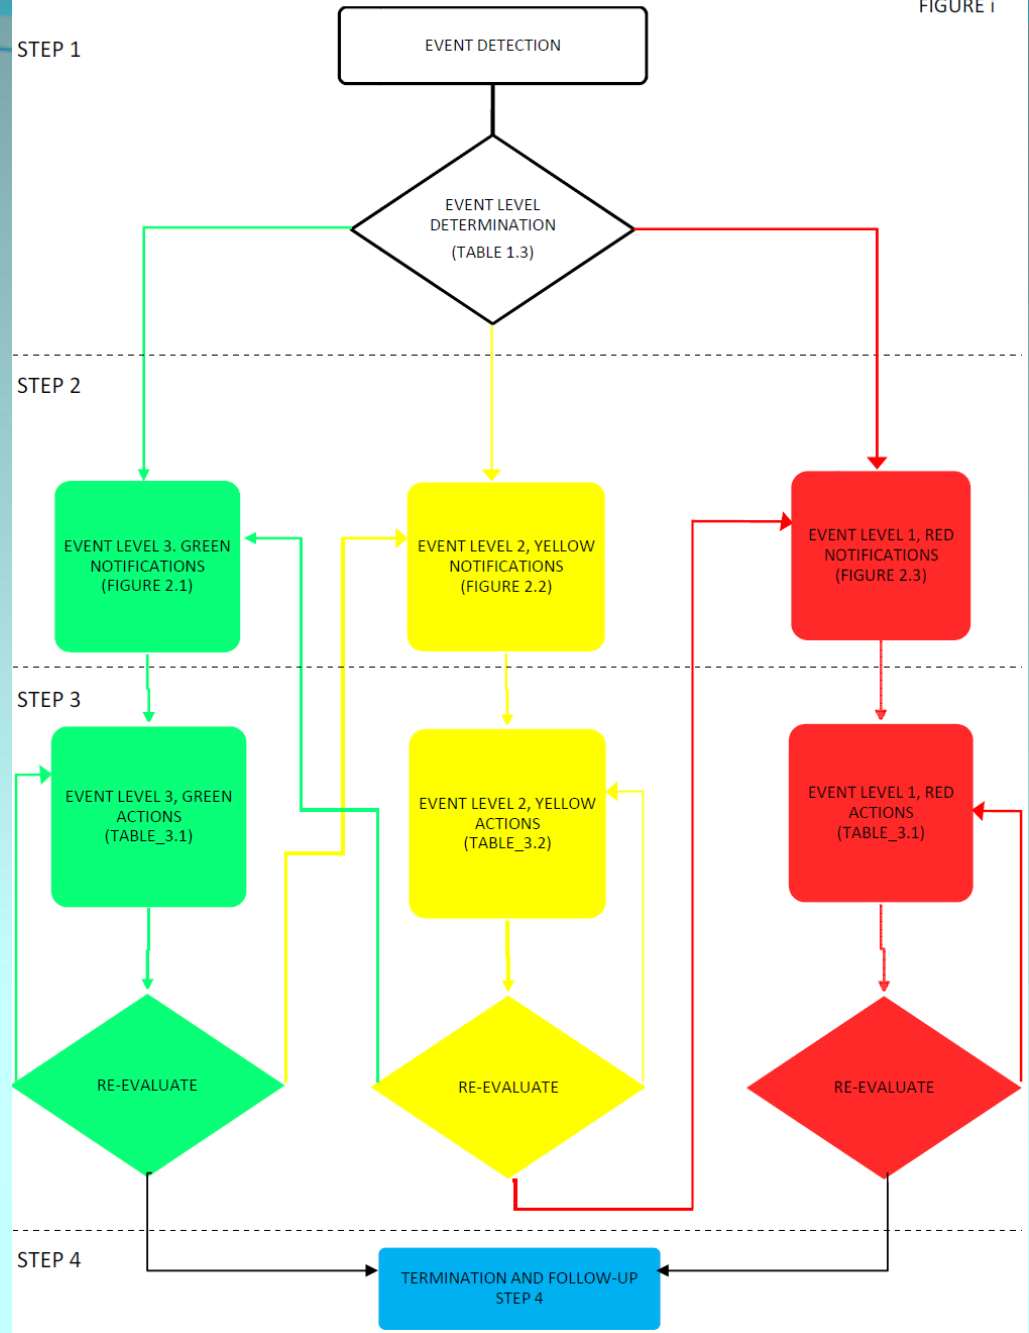 FIGURE i
STEP 1
EVENT DETECTION
EVENT LEVEL
DETERMINATION
(TABLE 1.3)
STEP 2
EVENT LEVEL 3. GREEN
NOTIFICATIONS
(FIGURE 2.1)
EVENT LEVEL 2, YELLOW
NOTIFICATIONS
(FIGURE 2.2)
EVENT LEVEL 1, RED
NOTIFICATIONS
(FIGURE 2.3)
STEP 3
EVENT LEVEL 3, GREEN
ACTIONS
(TABLE_3.1)
EVENT LEVEL 2, YELLOW
ACTIONS
(TABLE_3.2)
EVENT LEVEL 1, RED
ACTIONS
(TABLE_3.1)
RE-EVALUATE
RE-EVALUATE
RE-EVALUATE
STEP 4
TERMINATION AND FOLLOW-UP
STEP 4